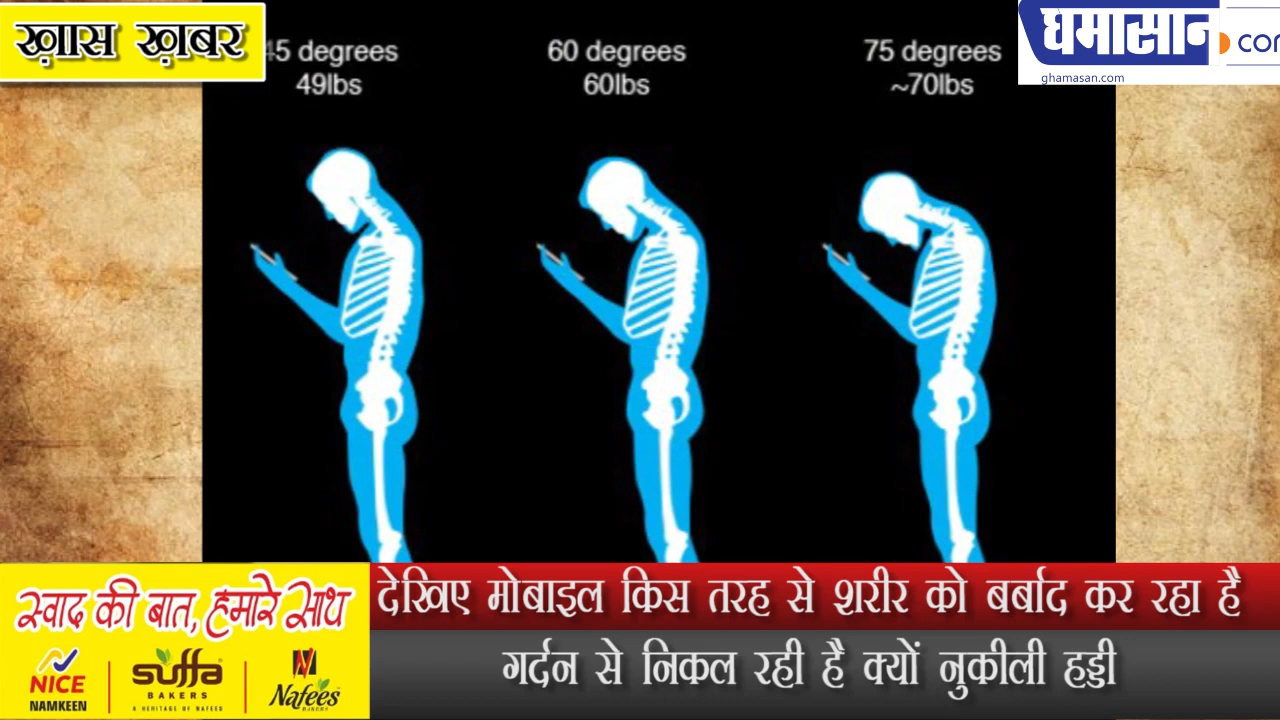 ख़ास ख़बर
45 degrees
49lbs
60 degrees
60lbs
75 degrees
~70lbs
घमासान
ghamasan.com
स्वाद की बात, हमारे साथ
NICE
NAMKEEN
suffa
BAKERS
A HERITAGE OF NAFEES
Nafees
BAKERS
देखिए मोबाइल किस तरह से शरीर को बर्बाद कर रहा है
गर्दन से निकल रही है क्यों नुकीली हड्डी